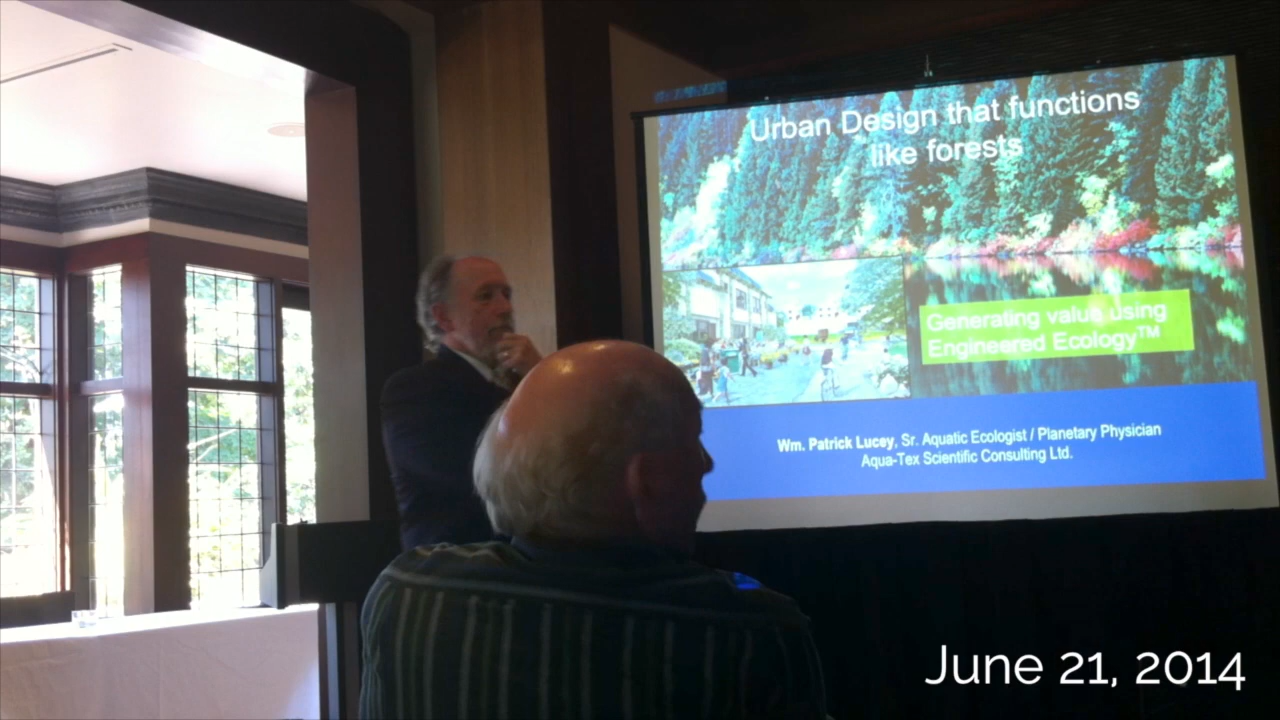 Urban Design that functions
like forests
Generating value using
Engineered Ecology™
Wm. Patrick Lucey, Sr. Aquatic Ecologist / Planetary Physician
Aqua-Tex Scientific Consulting Ltd.
June 21, 2014